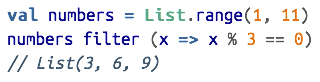 val numbers = List.range(1, 11)
numbers filter (x => x % 3 == 0)
// List(3, 6, 9)